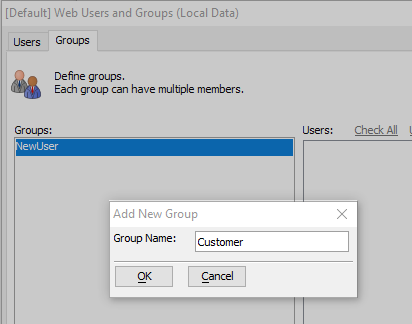 [Default] Web Users and Groups (Local Data)
Users Groups
Define groups.
Each group can have multiple members.
Groups: Users: Check All
NewUser
Add New Group
Group Name: Customer
OK Cancel